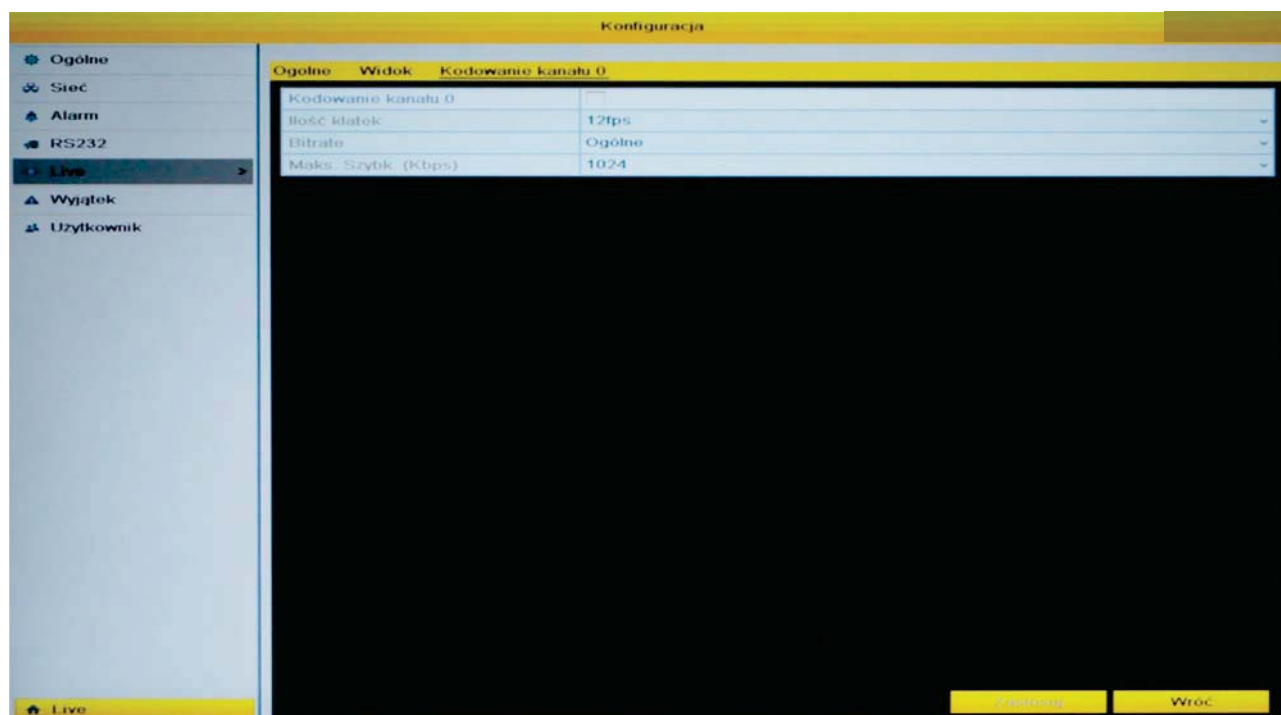 Konfiguracja
Ogólne
Sieć
Alarm
RS232
Live >
Wyjątek
Użytkownik
Ogolne Widok Kodowanie kanału 0
Kodowanie kanału 0
Ilość klatek 12fps
Bitrate Ogólne
Maks. Szybk. (Kbps) 1024
Live
Wróć